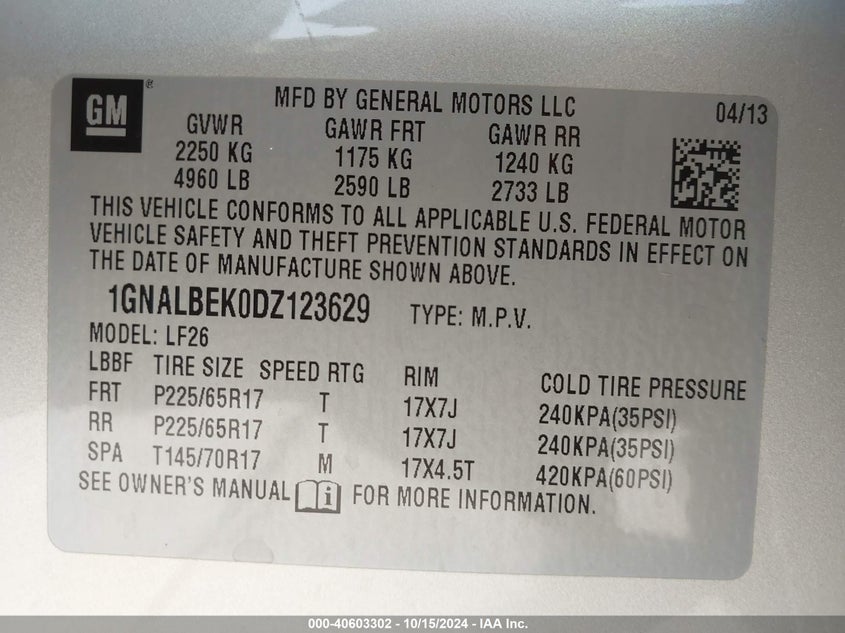 GM®
MFD BY GENERAL MOTORS LLC 04/13
GVWR GAWR FRT GAWR RR
2250 KG 1175 KG 1240 KG
4960 LB 2590 LB 2733 LB
THIS VEHICLE CONFORMS TO ALL APPLICABLE U.S. FEDERAL MOTOR
VEHICLE SAFETY AND THEFT PREVENTION STANDARDS IN EFFECT ON
THE DATE OF MANUFACTURE SHOWN ABOVE.
1GNALBEK0DZ123629 TYPE: M.P.V.
MODEL: LF26
LBBF TIRE SIZE SPEED RTG RIM COLD TIRE PRESSURE
FRT P225/65R17 T 17X7J 240KPA(35PSI)
RR P225/65R17 T 17X7J 240KPA(35PSI)
SPA T145/70R17 M 17X4.5T 420KPA(60PSI)
SEE OWNER'S MANUAL i FOR MORE INFORMATION.
000-40603302 - 10/15/2024 - IAA Inc.